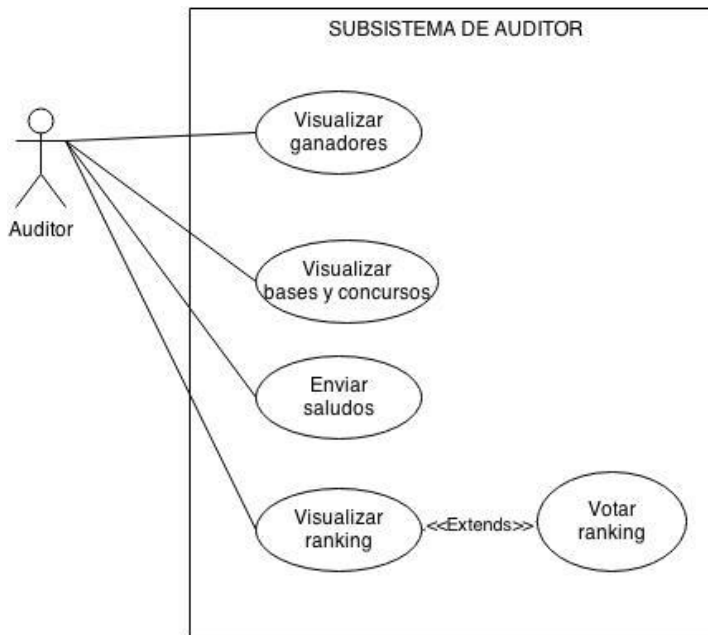 SUBSISTEMA DE AUDITOR
Visualizar
ganadores
Auditor
Visualizar
bases y concursos
Enviar
saludos
Visualizar
ranking
<<Extends>>
Votar
ranking